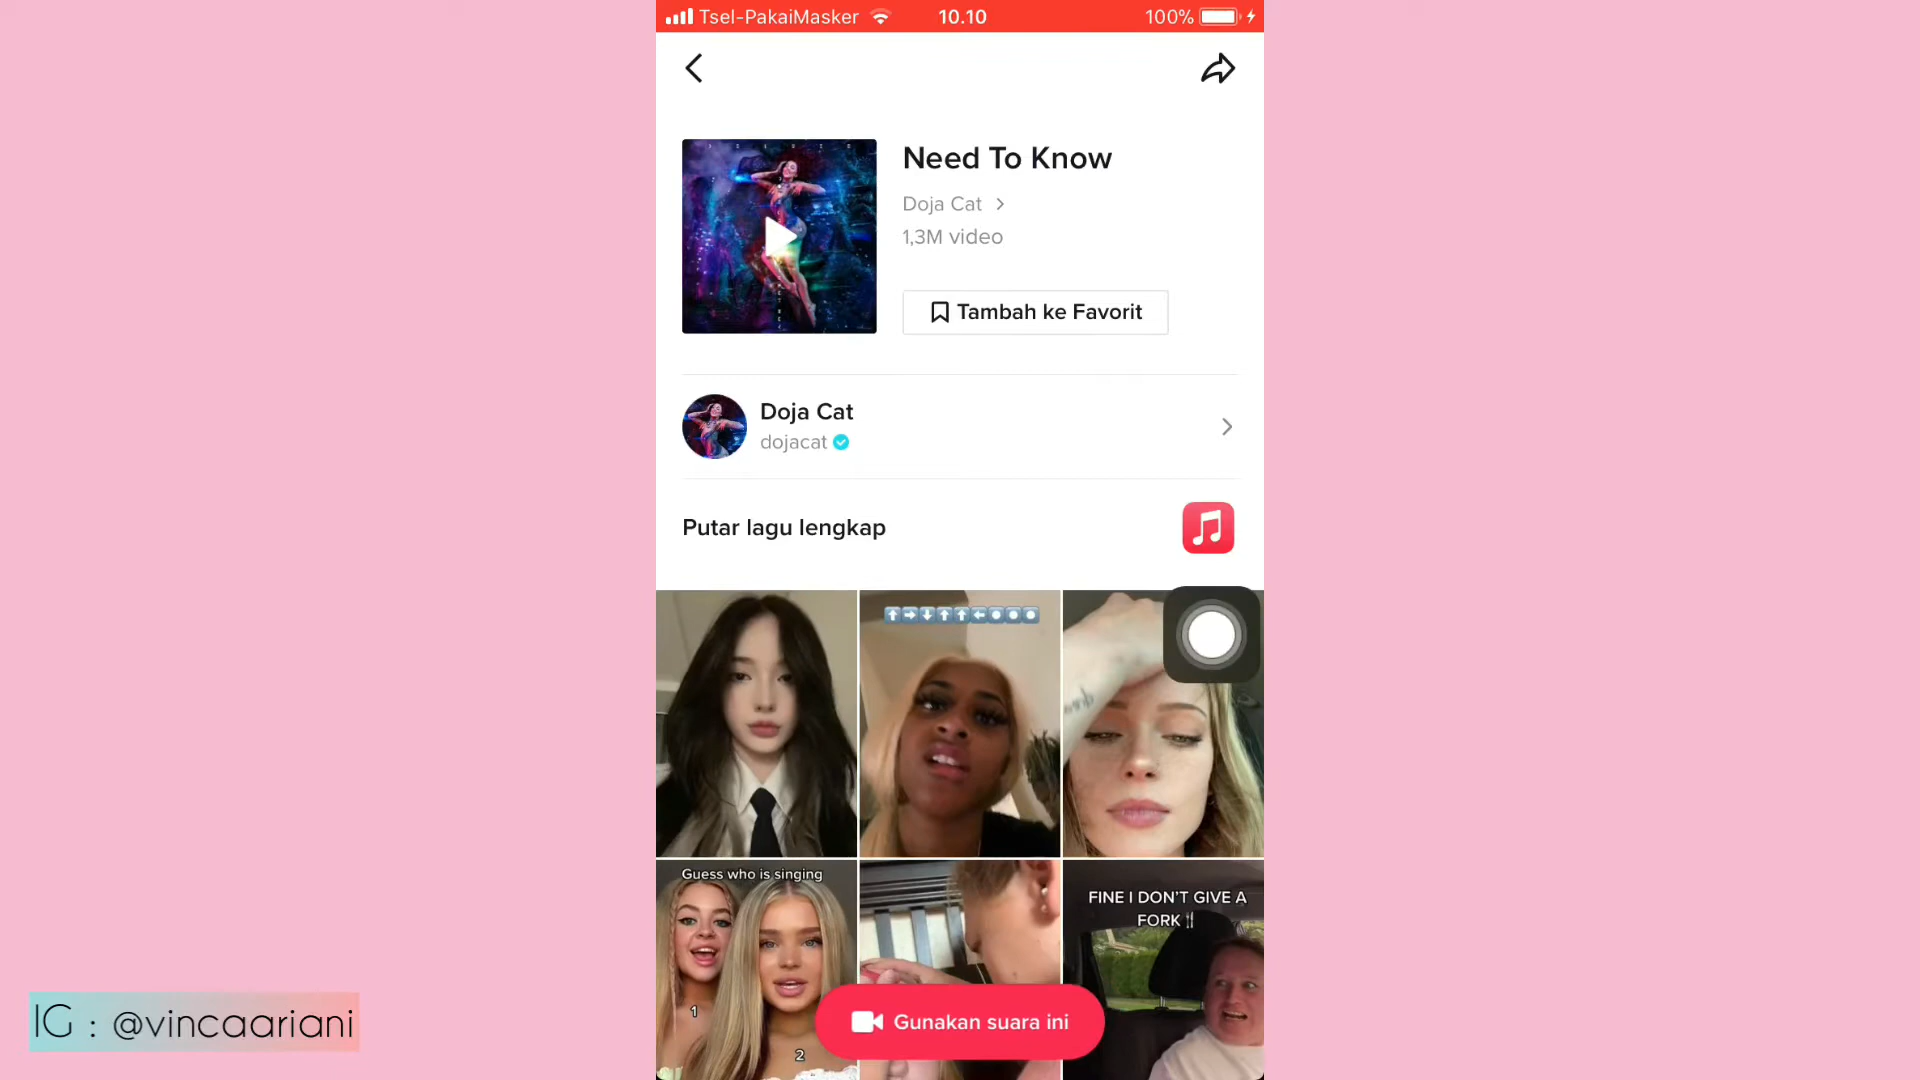 Tsel-PakaiMasker
10.10
100%
Need To Know
Doja Cat
1,3M video
Tambah ke Favorit
Doja Cat
dojacat
Putar lagu lengkap
Guess who is singing
1
2
FINE I DON'T GIVE A
FORK
Gunakan suara ini
IG : @vincaariani